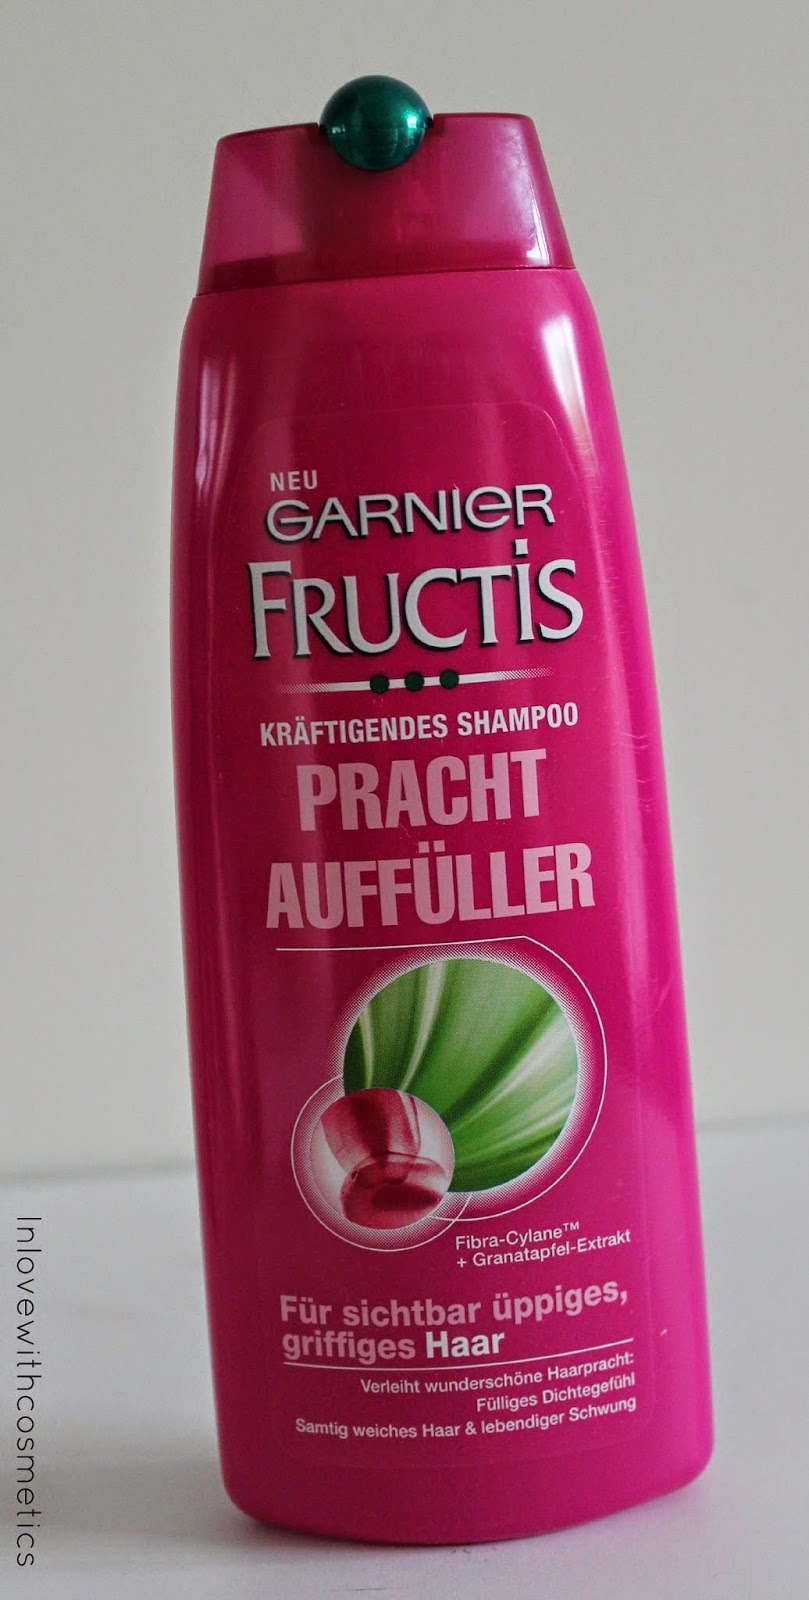 NEU
GARNIER
FRUCTIS
KRÄFTIGENDES SHAMPOO
PRACHT
AUFFÜLLER
Fibra-Cylane™
+ Granatapfel-Extrakt
Für sichtbar üppiges,
griffiges Haar
Verleiht wunderschöne Haarpracht:
Fülliges Dichtegefühl
Samtig weiches Haar & lebendiger Schwung
Inlovewithcosmetics